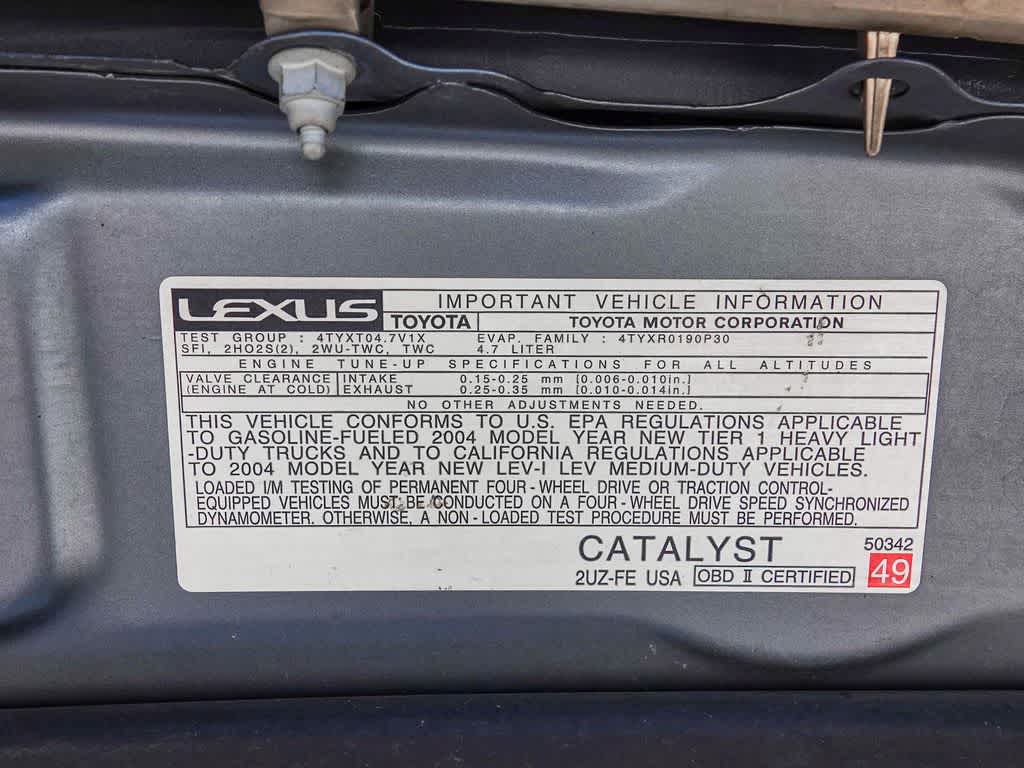 LEXUS IMPORTANT VEHICLE INFORMATION
TOYOTA TOYOTA MOTOR CORPORATION
TEST GROUP : 4TYXT04.7V1X EVAP. FAMILY : 4TYXR0190P30
SFI, 2HO2S(2), 2WU-TWC, TWC 4.7 LITER
ENGINE TUNE-UP SPECIFICATIONS FOR ALL ALTITUDES
VALVE CLEARANCE INTAKE 0.15-0.25 mm [0.006-0.010in.]
(ENGINE AT COLD) EXHAUST 0.25-0.35 mm [0.010-0.014in.]
NO OTHER ADJUSTMENTS NEEDED.
THIS VEHICLE CONFORMS TO U.S. EPA REGULATIONS APPLICABLE
TO GASOLINE-FUELED 2004 MODEL YEAR NEW TIER 1 HEAVY LIGHT
-DUTY TRUCKS AND TO CALIFORNIA REGULATIONS APPLICABLE
TO 2004 MODEL YEAR NEW LEV-I LEV MEDIUM-DUTY VEHICLES.
LOADED I/M TESTING OF PERMANENT FOUR-WHEEL DRIVE OR TRACTION CONTROL-
EQUIPPED VEHICLES MUST BE CONDUCTED ON A FOUR-WHEEL DRIVE SPEED SYNCHRONIZED
DYNAMOMETER. OTHERWISE, A NON-LOADED TEST PROCEDURE MUST BE PERFORMED.
CATALYST 50342
2UZ-FE USA OBD II CERTIFIED 49